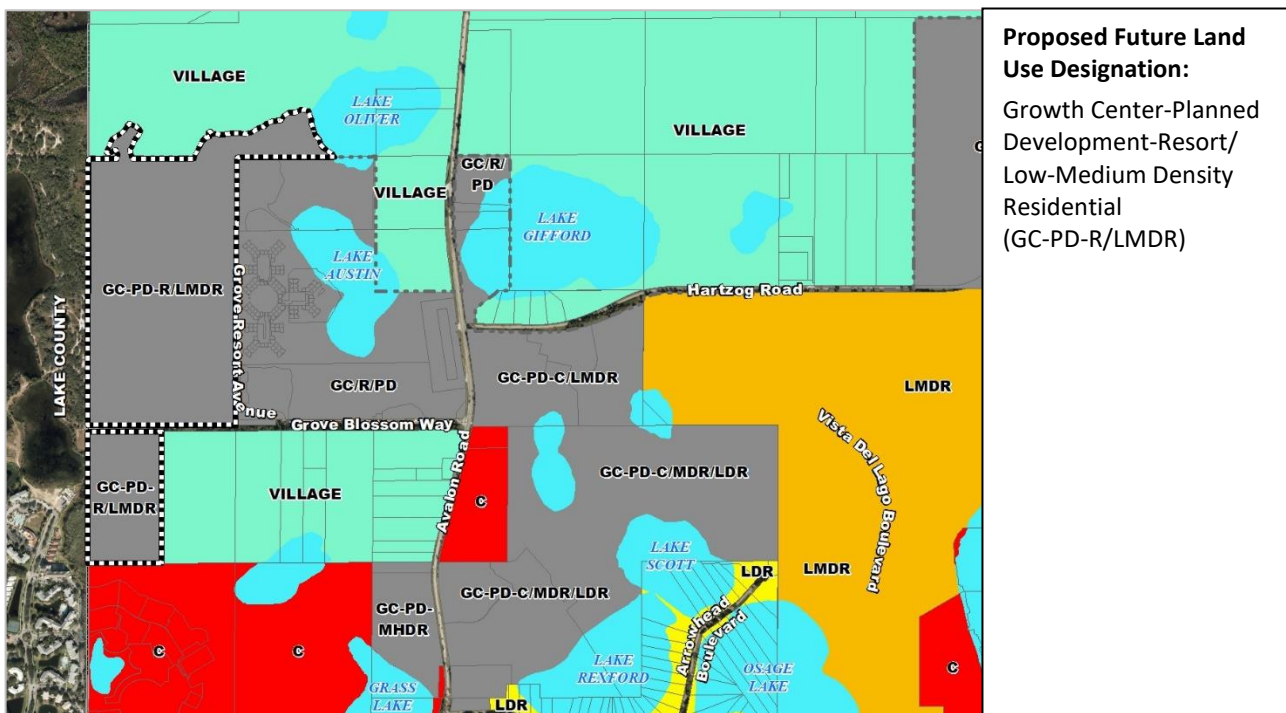 VILLAGE
LAKE
OLIVER
VILLAGE
GC/R/
PD
VILLAGE
LAKE
GIFFORD
G
LAKE
AUSTIN
GC-PD-R/LMDR
Grove Resort Avenue
Hartzog Road
LAKE COUNTY
GC/R/PD
GC-PD-C/LMDR
LMDR
Grove Blossom Way
Vista Del Lago Boulevard
Avalon Road
GC-PD-
R/LMDR
VILLAGE
C
GC-PD-C/MDR/LDR
LAKE
SCOTT
LDR
LMDR
GC-PD-C/MDR/LDR
GC-PD-
MHDR
Arrowhead
Boulevard
C
C
LAKE
REXFORD
OSAGE
LAKE
C
GRASS
LAKE
LDR
Proposed Future Land
Use Designation:
Growth Center-Planned
Development-Resort/
Low-Medium Density
Residential
(GC-PD-R/LMDR)